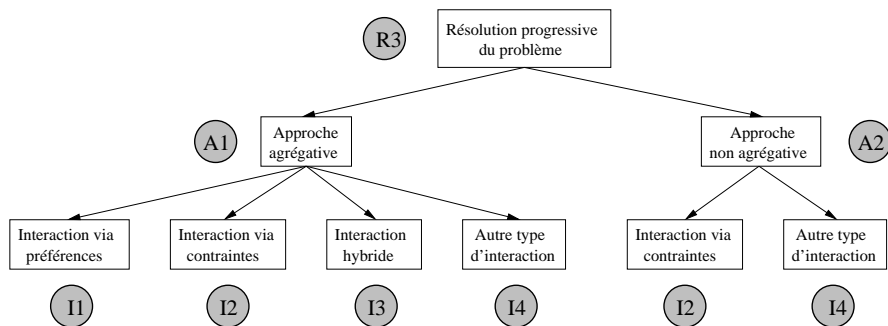 R3
Résolution progressive
du problème
A1
Approche
agrégative
Approche
non agrégative
A2
Interaction via
préférences
Interaction via
contraintes
Interaction
hybride
Autre type
d'interaction
Interaction via
contraintes
Autre type
d'interaction
I1
I2
I3
I4
I2
I4